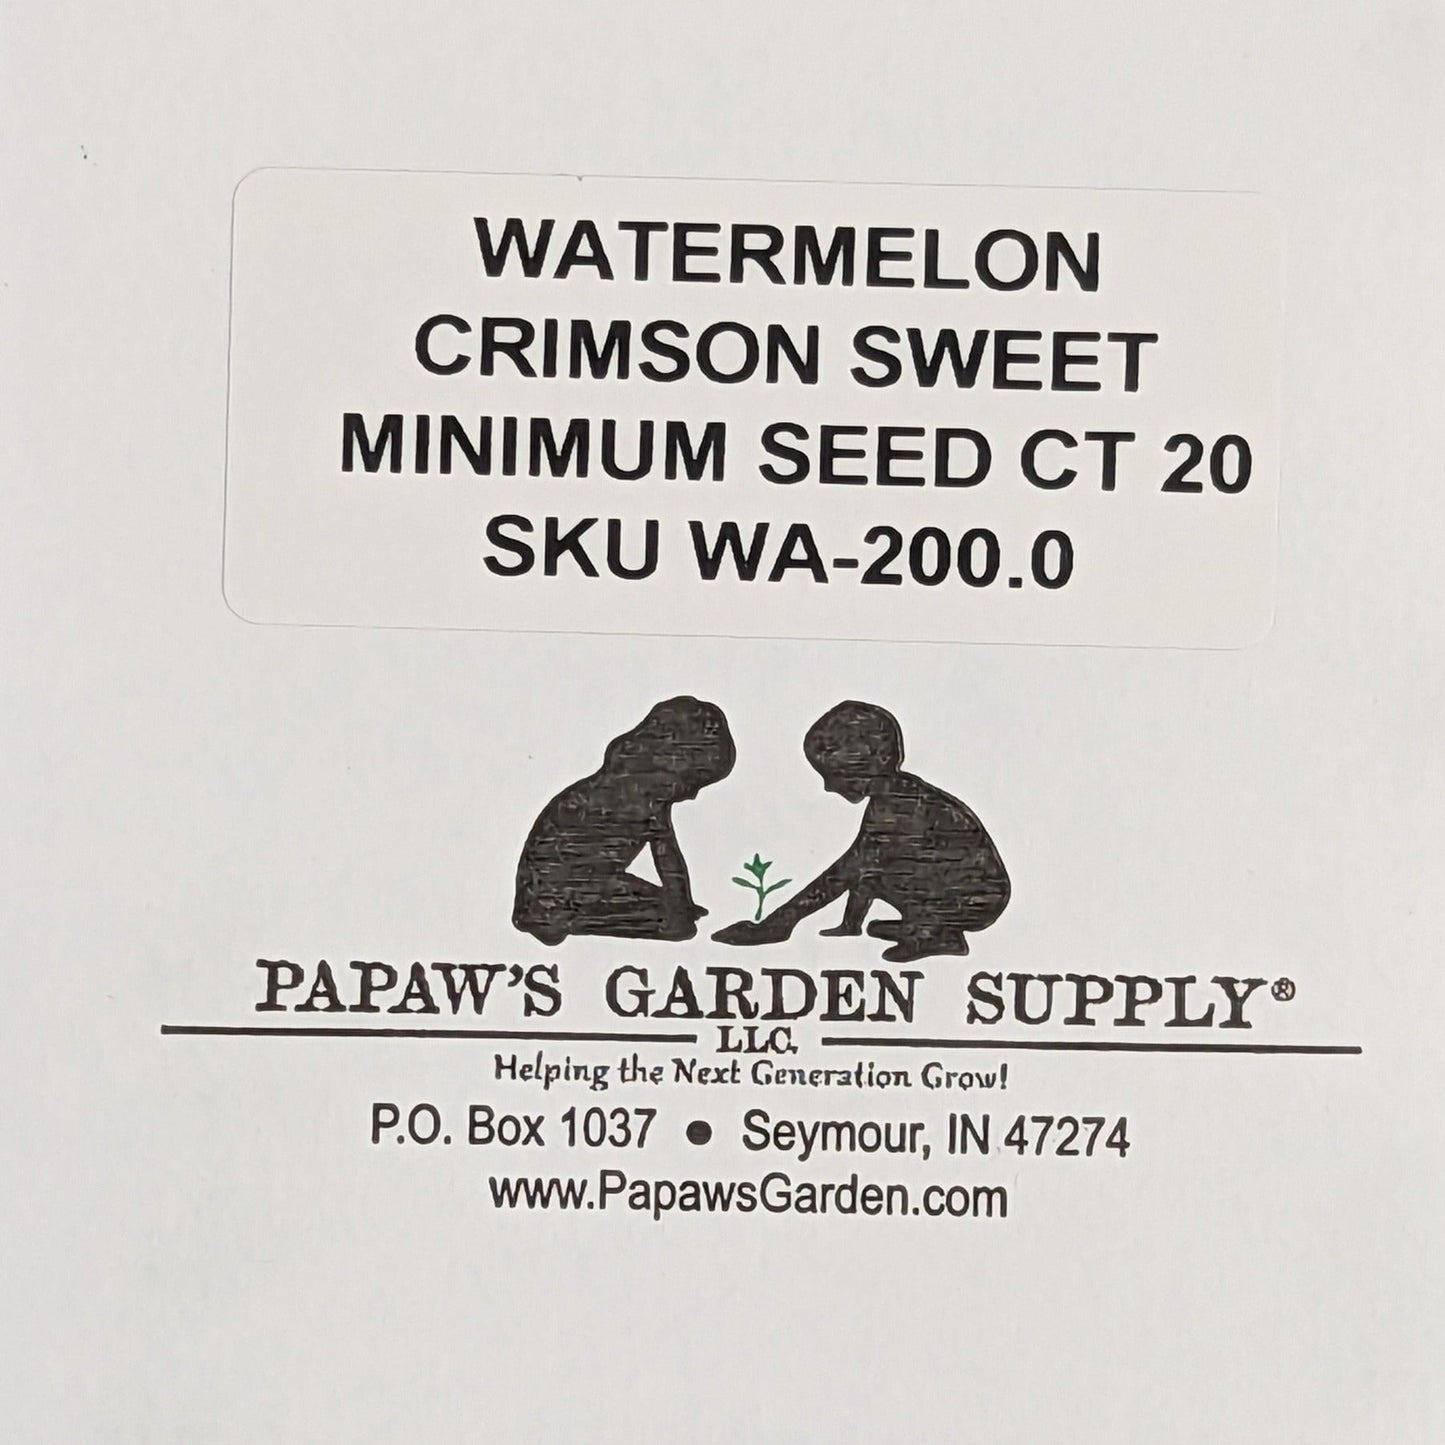 WATERMELON
CRIMSON SWEET
MINIMUM SEED CT 20
SKU WA-200.0
PAPAW'S GARDEN SUPPLY®
LLC.
Helping the Next Generation Grow!
P.O. Box 1037 • Seymour, IN 47274
www.PapawsGarden.com